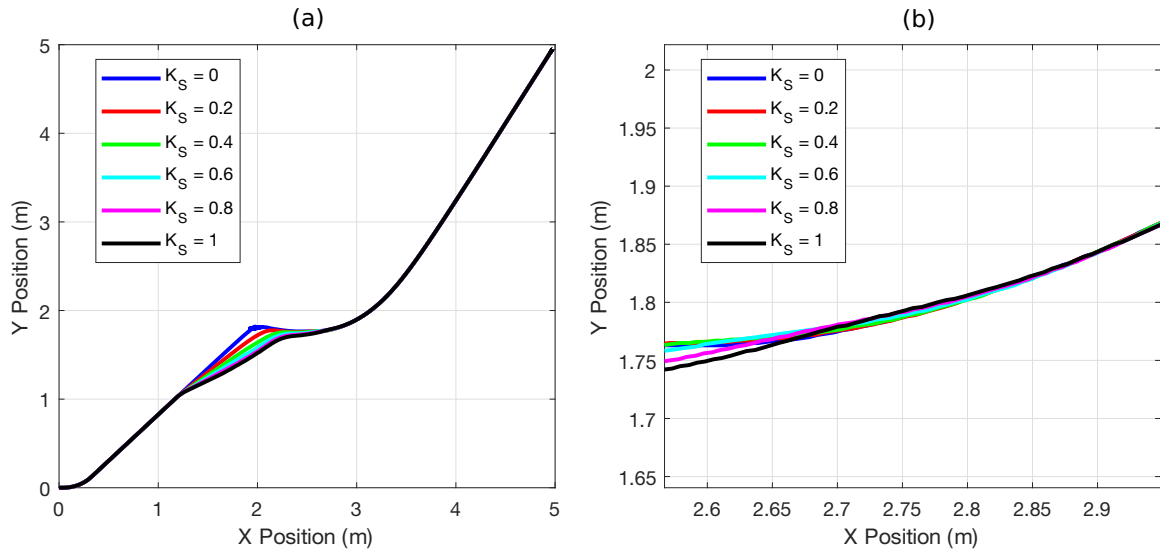 (a)
5
4
3
2
1
0
Y Position (m)
K_S = 0
K_S = 0.2
K_S = 0.4
K_S = 0.6
K_S = 0.8
K_S = 1
0 1 2 3 4 5
X Position (m)
(b)
2
1.95
1.9
1.85
1.8
1.75
1.7
1.65
Y Position (m)
K_S = 0
K_S = 0.2
K_S = 0.4
K_S = 0.6
K_S = 0.8
K_S = 1
2.6 2.65 2.7 2.75 2.8 2.85 2.9
X Position (m)